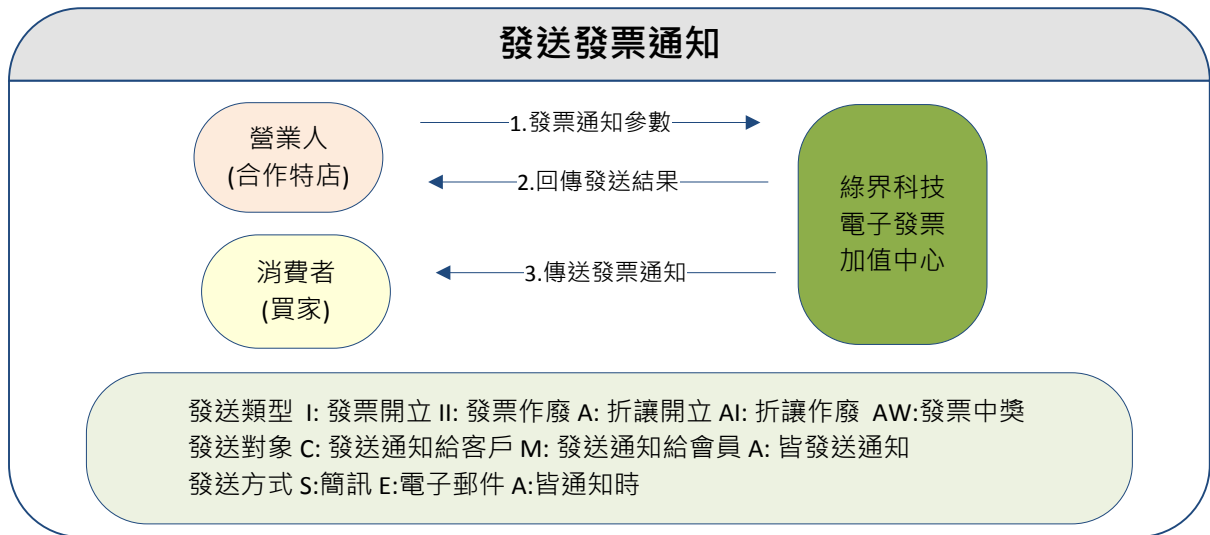 發送發票通知
營業人
(合作特店)
1.發票通知參數
2.回傳發送結果
綠界科技
電子發票
加值中心
消費者
(買家)
3.傳送發票通知
發送類型 I: 發票開立 II: 發票作廢 A: 折讓開立 AI: 折讓作廢 AW:發票中獎
發送對象 C: 發送通知給客戶 M: 發送通知給會員 A: 皆發送通知
發送方式 S:簡訊 E:電子郵件 A:皆通知時